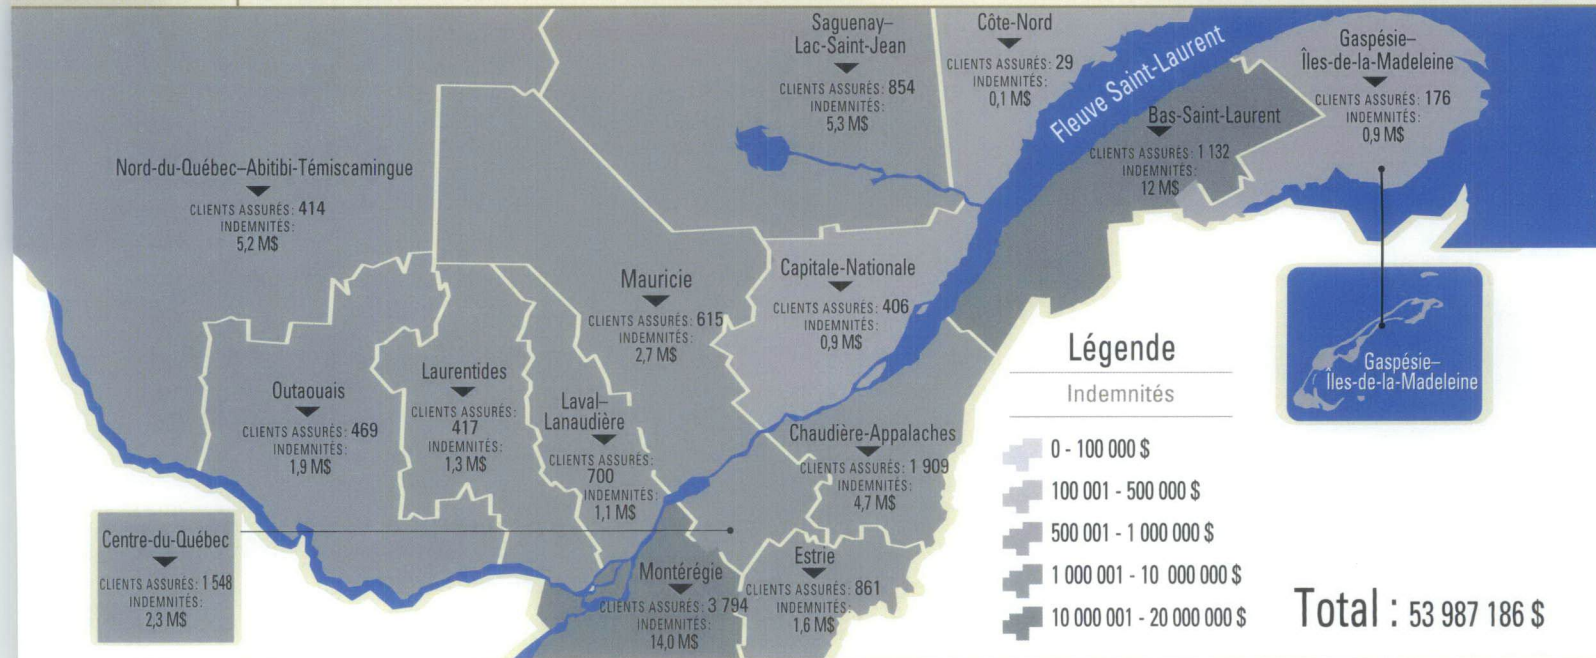 Saguenay–
Lac-Saint-Jean
CLIENTS ASSURÉS: 854
INDEMNITÉS:
5,3 M$
Côte-Nord
CLIENTS ASSURÉS: 29
INDEMNITÉS:
0,1 M$
Fleuve Saint-Laurent
Gaspésie–
Îles-de-la-Madeleine
CLIENTS ASSURÉS: 176
INDEMNITÉS:
0,9 M$
Bas-Saint-Laurent
CLIENTS ASSURÉS: 1 132
INDEMNITÉS:
12 M$
Nord-du-Québec–Abitibi-Témiscamingue
CLIENTS ASSURÉS: 414
INDEMNITÉS:
5,2 M$
Mauricie
CLIENTS ASSURÉS: 615
INDEMNITÉS:
2,7 M$
Capitale-Nationale
CLIENTS ASSURÉS: 406
INDEMNITÉS:
0,9 M$
Outaouais
CLIENTS ASSURÉS: 469
INDEMNITÉS:
1,9 M$
Laurentides
CLIENTS ASSURÉS:
417
INDEMNITÉS:
1,3 M$
Laval–
Lanaudière
CLIENTS ASSURÉS:
700
INDEMNITÉS:
1,1 M$
Chaudière-Appalaches
CLIENTS ASSURÉS: 1 909
INDEMNITÉS:
4,7 M$
Centre-du-Québec
CLIENTS ASSURÉS: 1 548
INDEMNITÉS:
2,3 M$
Montérégie
CLIENTS ASSURÉS: 3 794
INDEMNITÉS:
14,0 M$
Estrie
CLIENTS ASSURÉS: 861
INDEMNITÉS:
1,6 M$
Gaspésie–
Îles-de-la-Madeleine
Légende
Indemnités
0 - 100 000 $
100 001 - 500 000 $
500 001 - 1 000 000 $
1 000 001 - 10 000 000 $
10 000 001 - 20 000 000 $
Total : 53 987 186 $